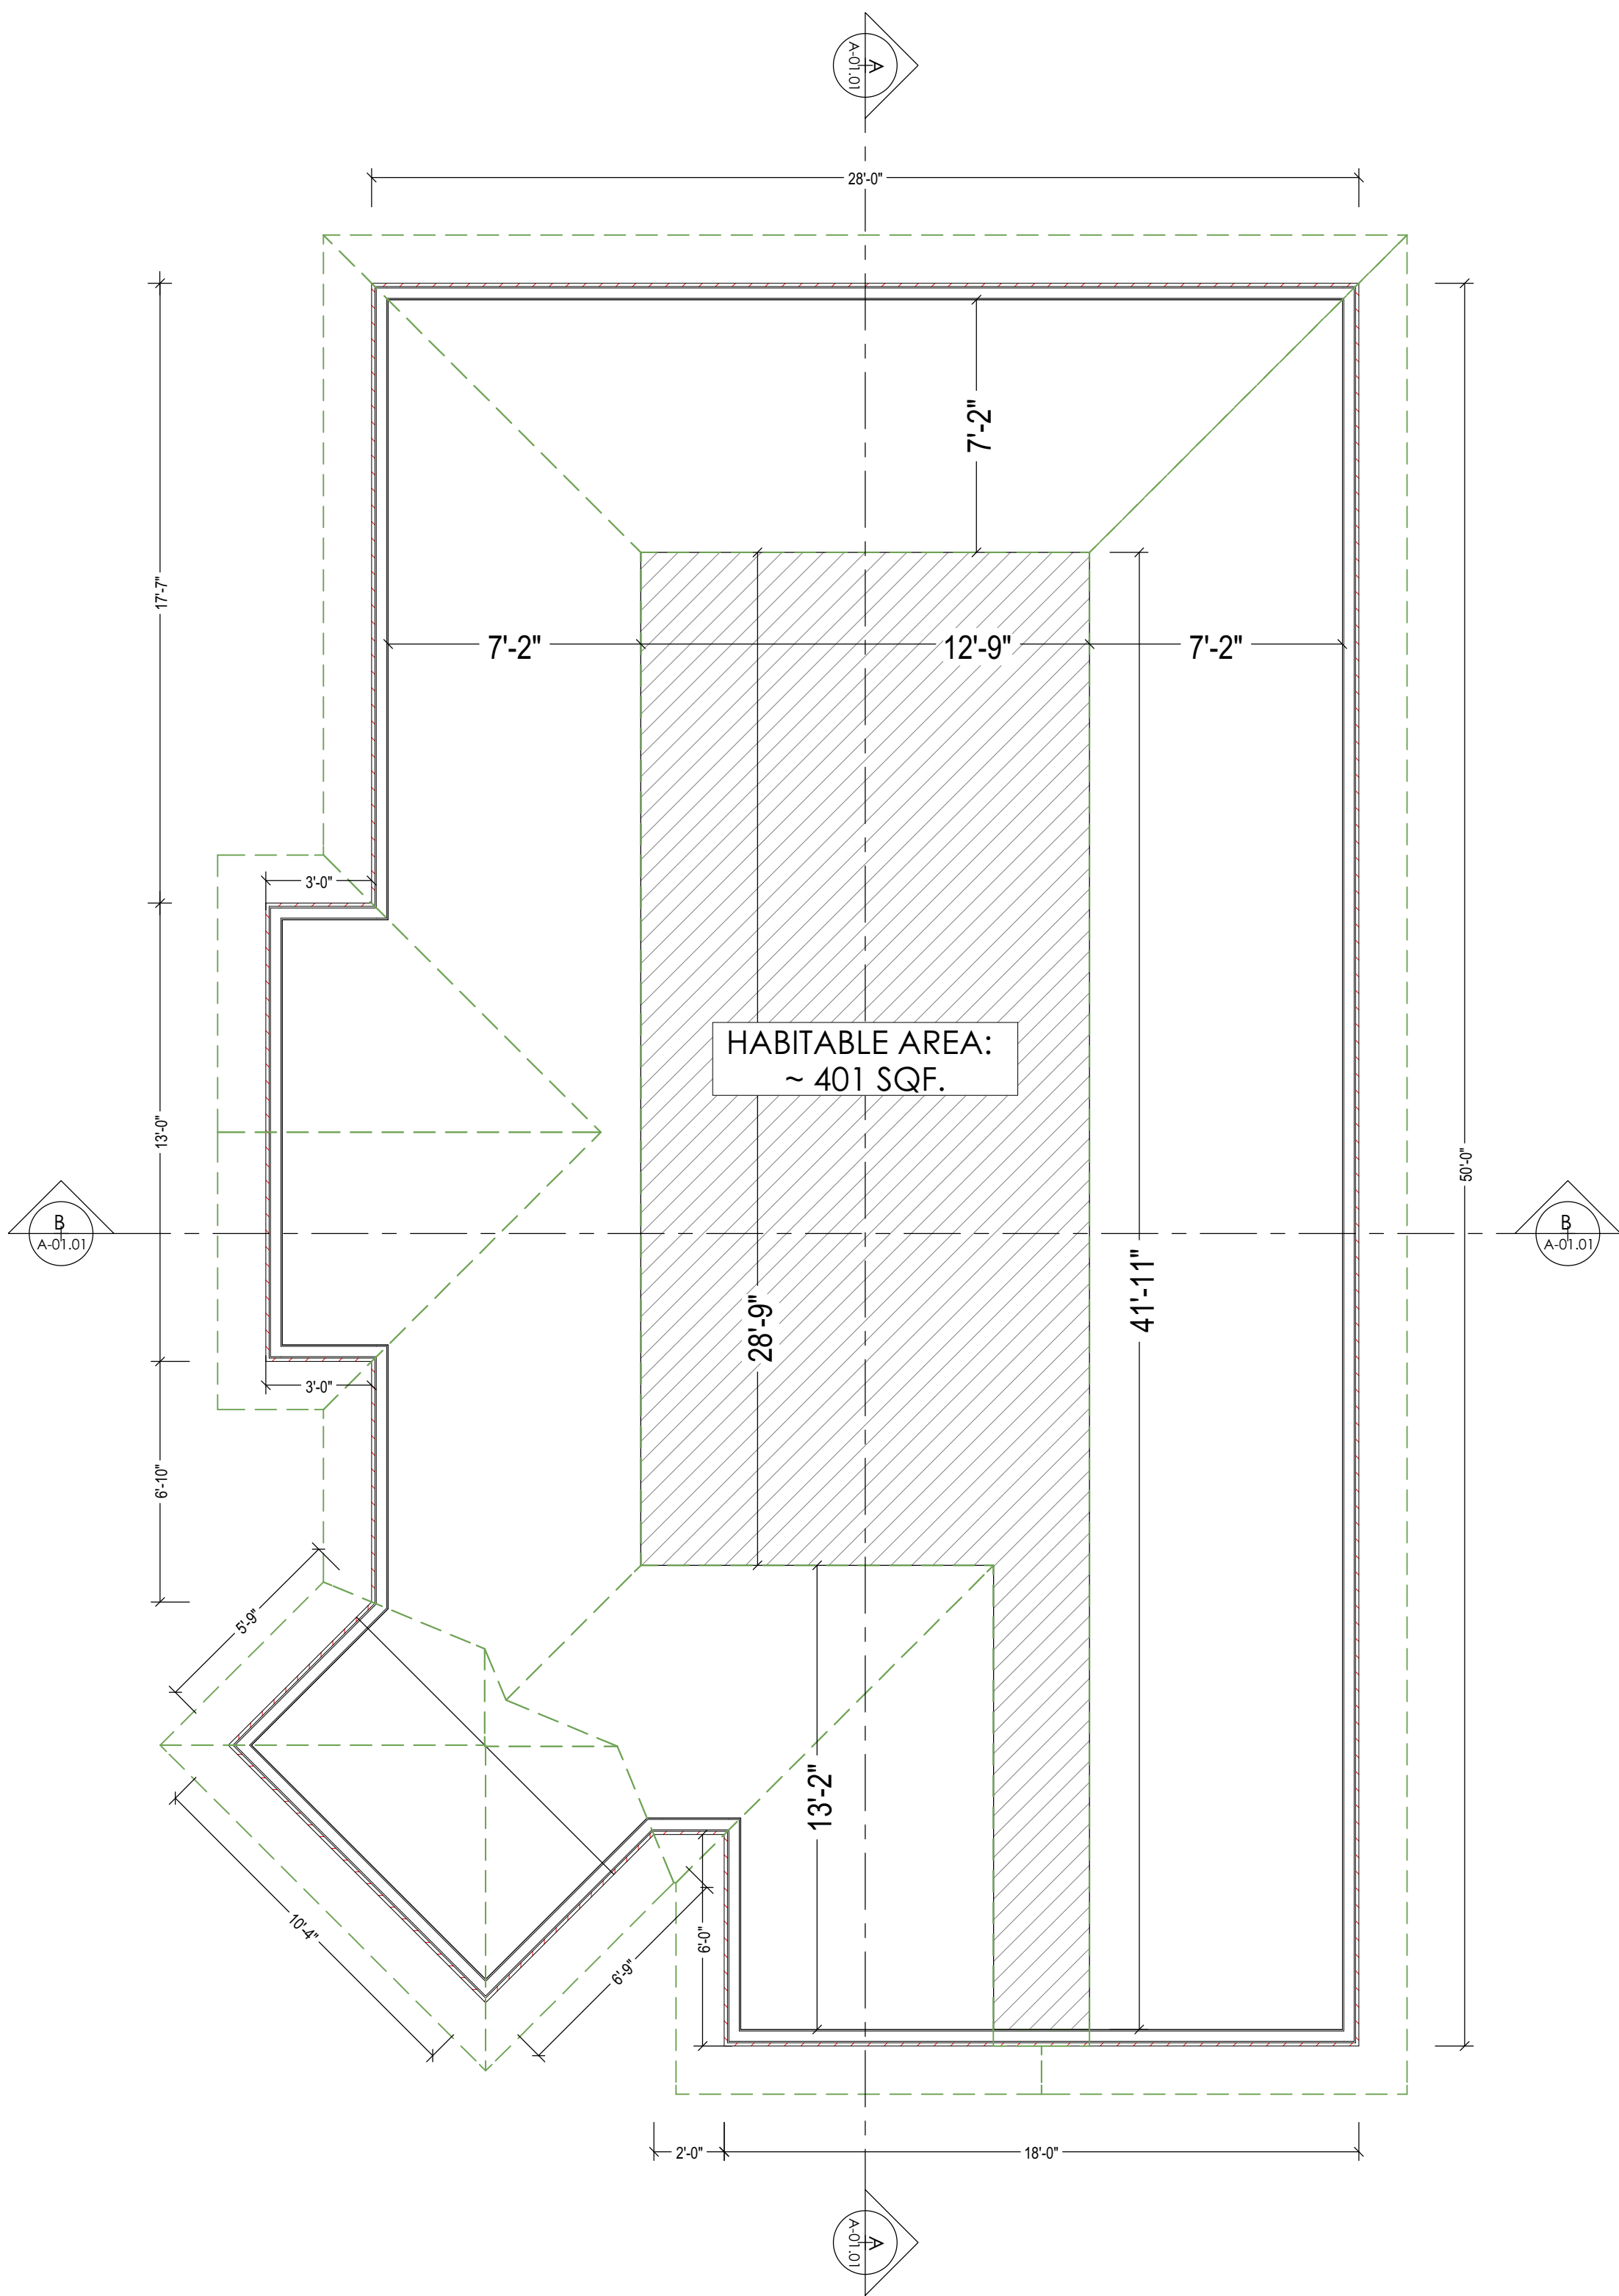 A
A-01.01
28'-0"
7'-2"
17'-7"
7'-2"
12'-9"
7'-2"
3'-0"
HABITABLE AREA:
~ 401 SQF.
13'-0"
50'-0"
B
A-01.01
B
A-01.01
41'-11"
28'-9"
3'-0"
6'-10"
5'-9"
13'-2"
10'-4"
6'-9"
6'-0"
2'-0"
18'-0"
A
A-01.01